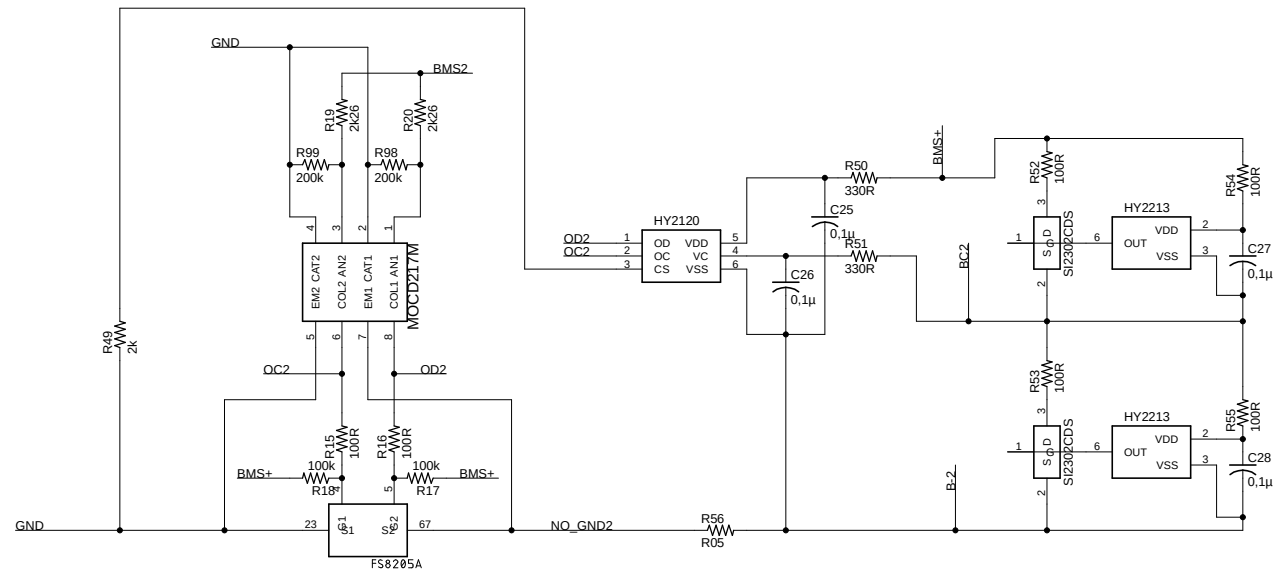 GND
BMS2
R19
2k26
R20
2k26
R99
200k
R98
200k
4
3
2
1
EM2 CAT2
COL2 AN2
EM1 CAT1
COL1 AN1
MOCD217M
5
6
7
8
R49
2k
OC2
OD2
R15
100R
R16
100R
BMS+
100k
R18
100k
R17
BMS+
4
5
GND
23
G1
S1
G2
S2
67
NO_GND2
FS8205A
R56
R05
HY2120
OD2
1
OD
VDD
5
OC2
2
OC
VC
4
3
CS
VSS
6
C25
0,1µ
R50
330R
R51
330R
C26
0,1µ
BMS+
BC2
B-2
R52
100R
3
1
D
G
S
2
SI2302CDS
6
HY2213
OUT
VDD
VSS
2
3
R54
100R
C27
0,1µ
R53
100R
3
1
D
G
S
2
SI2302CDS
6
HY2213
OUT
VDD
VSS
2
3
R55
100R
C28
0,1µ